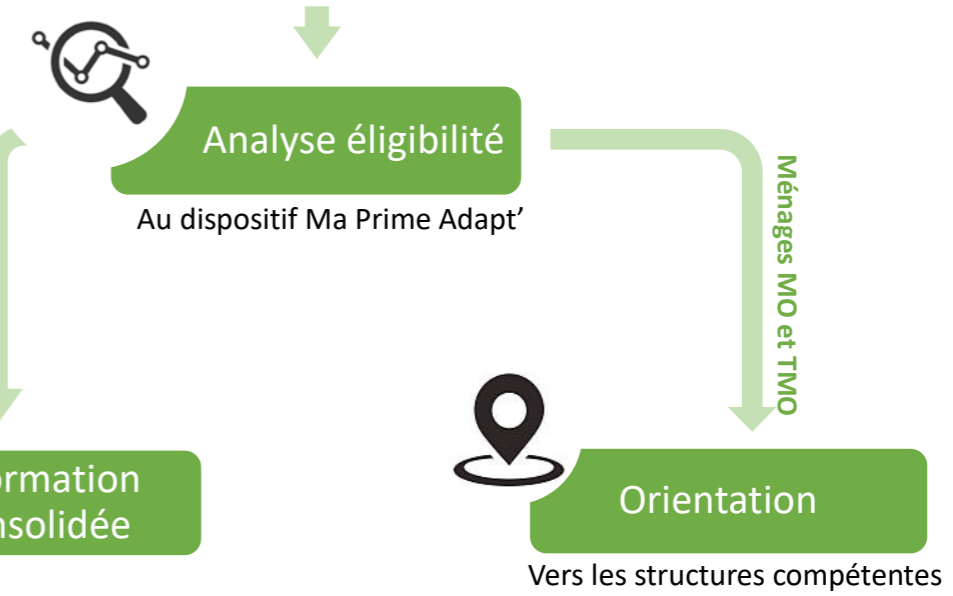 Analyse éligibilité
Au dispositif Ma Prime Adapt’
Ménages MO et TMO
ormation
nsolidée
Orientation
Vers les structures compétentes